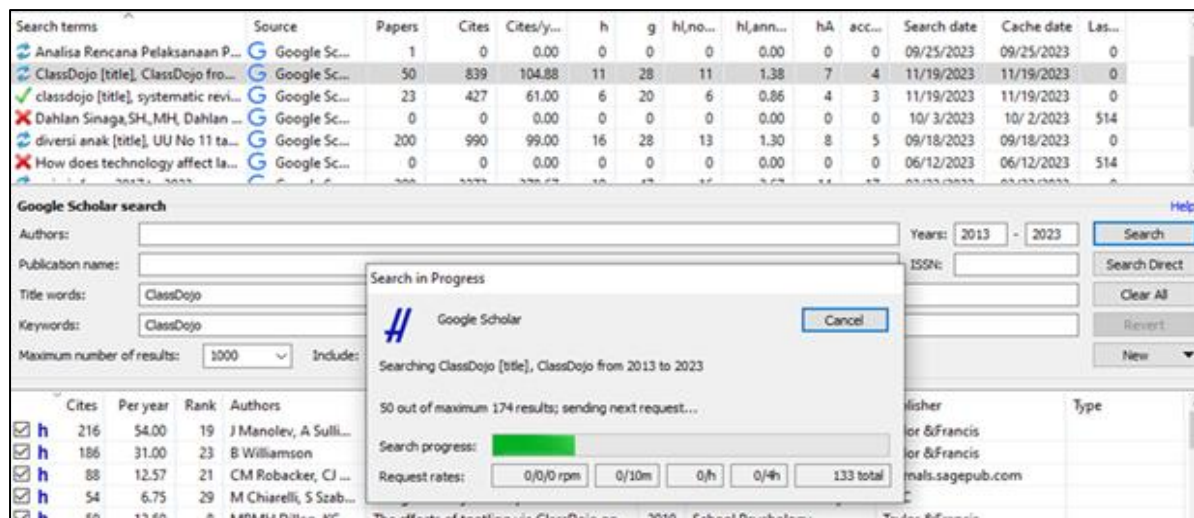 Search terms Source Papers Cites Cites/y... h g hI,no... hI,ann... hA acc... Search date Cache date Las...
Analisa Rencana Pelaksanaan P... Google Sc... 1 0 0.00 0 0 0 0.00 0 0 09/25/2023 09/25/2023 0
ClassDojo [title], ClassDojo fro... Google Sc... 50 839 104.88 11 28 11 1.38 7 4 11/19/2023 11/19/2023 0
classdojo [title], systematic revi... Google Sc... 23 427 61.00 6 20 6 0.86 4 3 11/19/2023 11/19/2023 0
Dahlan Sinaga,SH.,MH, Dahlan ... Google Sc... 0 0 0.00 0 0 0 0.00 0 0 10/ 3/2023 10/ 2/2023 514
diversi anak [title], UU No 11 ta... Google Sc... 200 990 99.00 16 28 13 1.30 8 5 09/18/2023 09/18/2023 0
How does technology affect la... Google Sc... 0 0 0.00 0 0 0 0.00 0 0 06/12/2023 06/12/2023 514
Google Scholar search Help
Authors: Years: 2013 - 2023 Search
Publication name: ISSN: Search Direct
Title words: ClassDojo Clear All
Keywords: ClassDojo Revert
Maximum number of results: 1000 Include: New
Search in Progress
Google Scholar Cancel
Searching ClassDojo [title], ClassDojo from 2013 to 2023
50 out of maximum 174 results; sending next request...
Search progress:
Request rates: 0/0/0 rpm 0/10m 0/h 0/4h 133 total
Cites Per year Rank Authors Type
h 216 54.00 19 J Manolev, A Sulli... &Francis
h 186 31.00 23 B Williamson &Francis
h 88 12.57 21 CM Robacker, CJ ... .sagepub.com
h 54 6.75 29 M Chiarelli, S Szab...